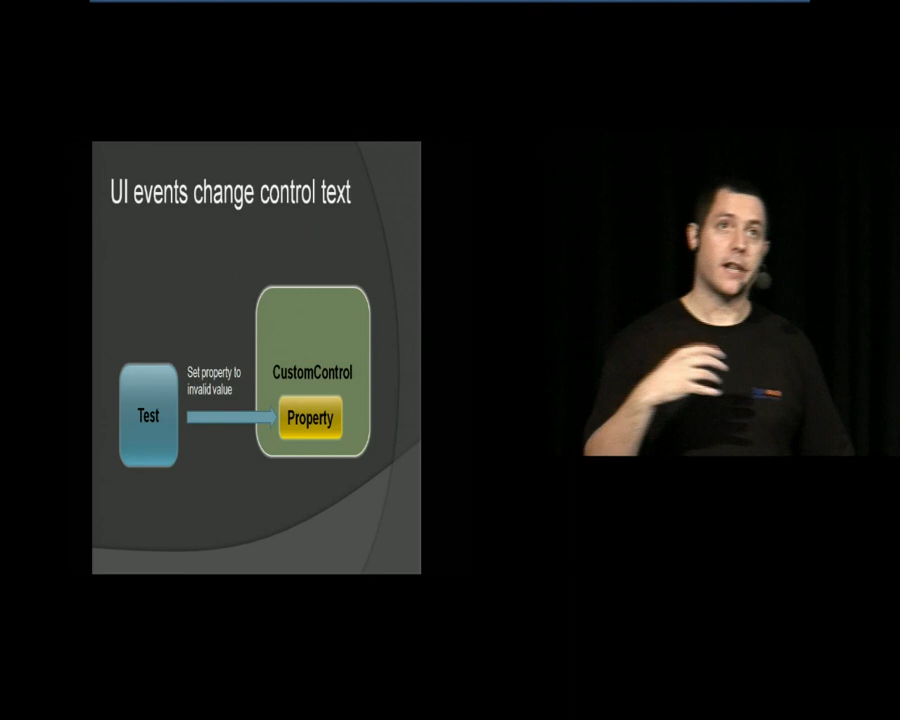 UI events change control text
Set property to
invalid value
CustomControl
Test
Property